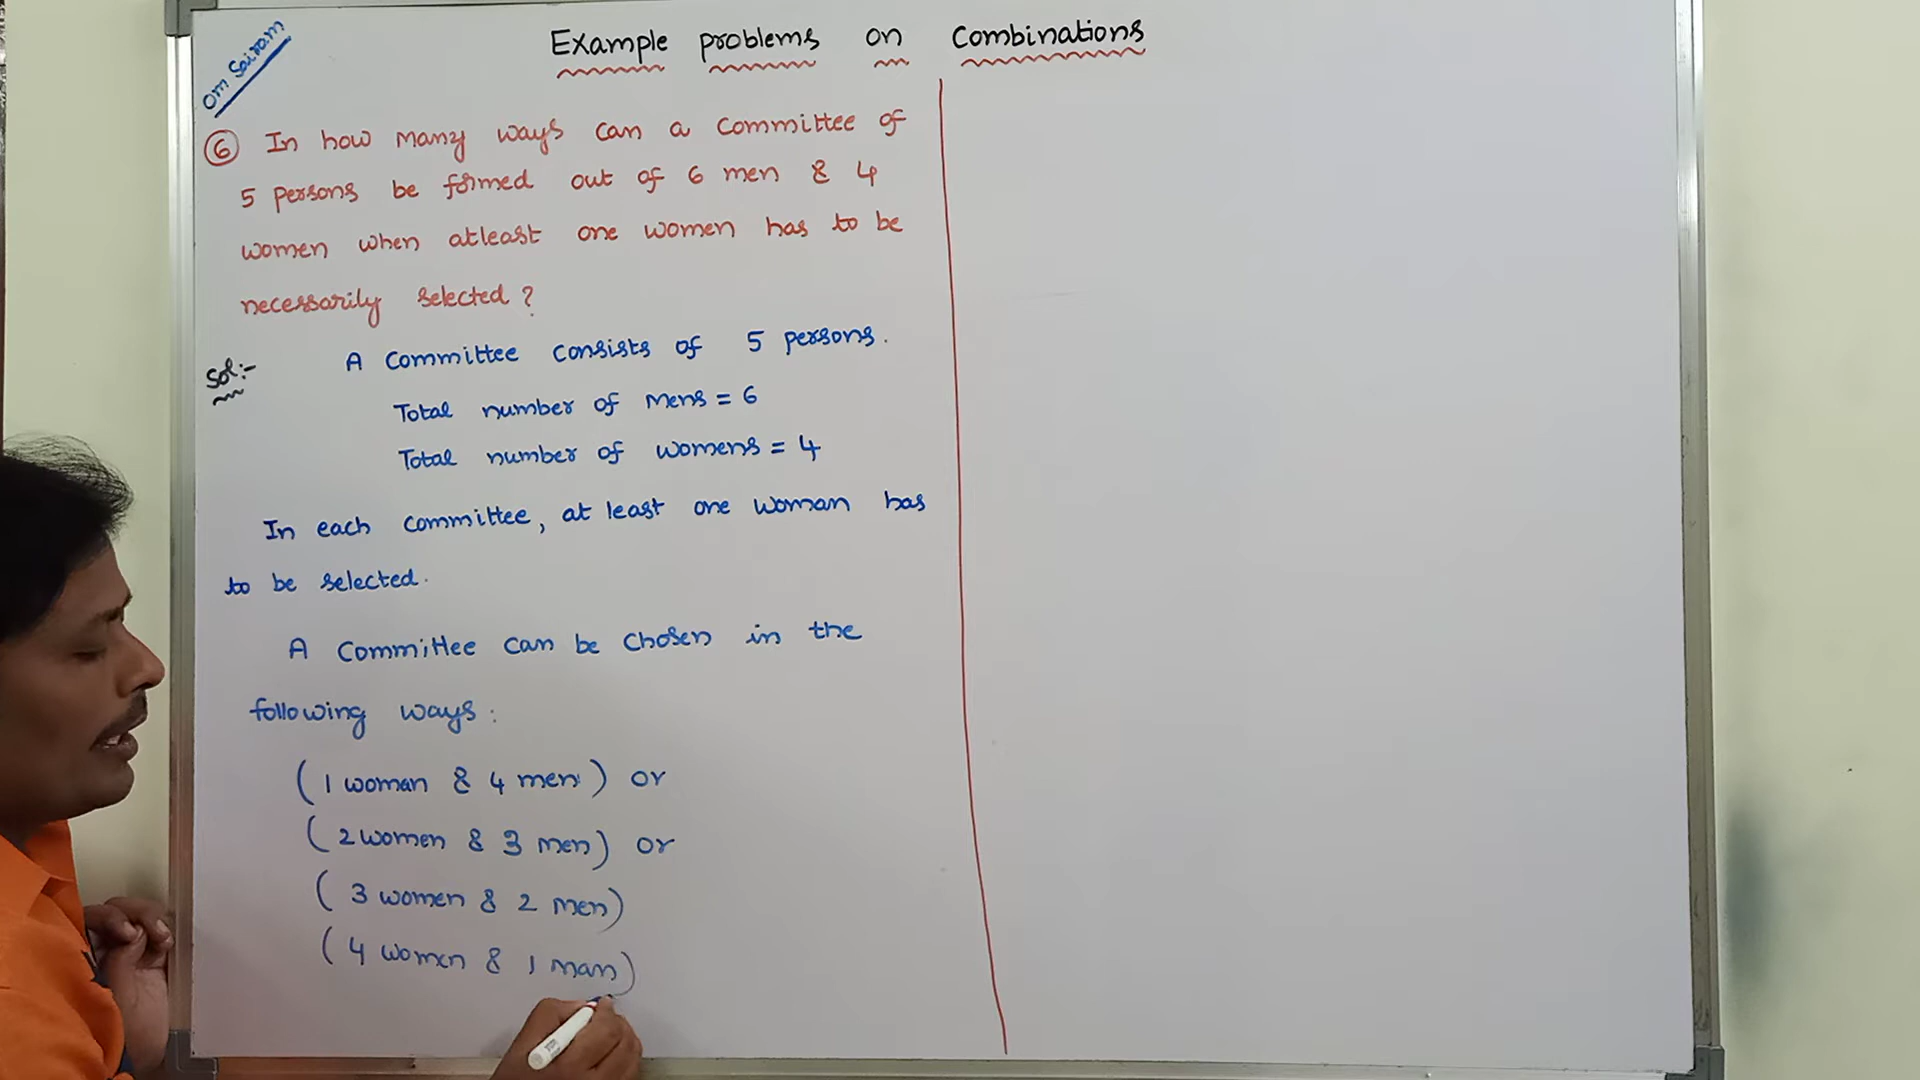 Om Sairam
Example problems on Combinations
⑥ In how many ways can a committee of
5 persons be formed out of 6 men & 4
women when atleast one women has to be
necessarily selected?
Sol:-
A committee consists of 5 persons.
Total number of mens = 6
Total number of womens = 4
In each committee, at least one woman has
to be selected.
A committee can be chosen in the
following ways:
(1 woman & 4 men) or
(2 women & 3 men) or
(3 women & 2 men)
(4 women & 1 man)